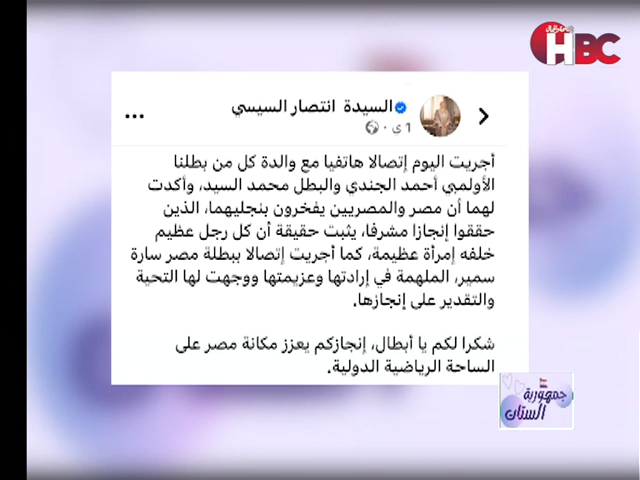 HBC
السيدة انتصار السيسي
1 ي
أجريت اليوم إتصالا هاتفيا مع والدة كل من بطلنا
الأولمبي أحمد الجندي والبطل محمد السيد، وأكدت
لهما أن مصر والمصريين يفخرون بنجليهما، الذين
حققوا إنجازا مشرفا، يثبت حقيقة أن كل رجل عظيم
خلفه إمرأة عظيمة، كما أجريت إتصالا ببطلة مصر سارة
سمير، الملهمة في إرادتها وعزيمتها ووجهت لها التحية
والتقدير على إنجازها.
شكرا لكم يا أبطال، إنجازكم يعزز مكانة مصر على
الساحة الرياضية الدولية.
جمهورية
الستات